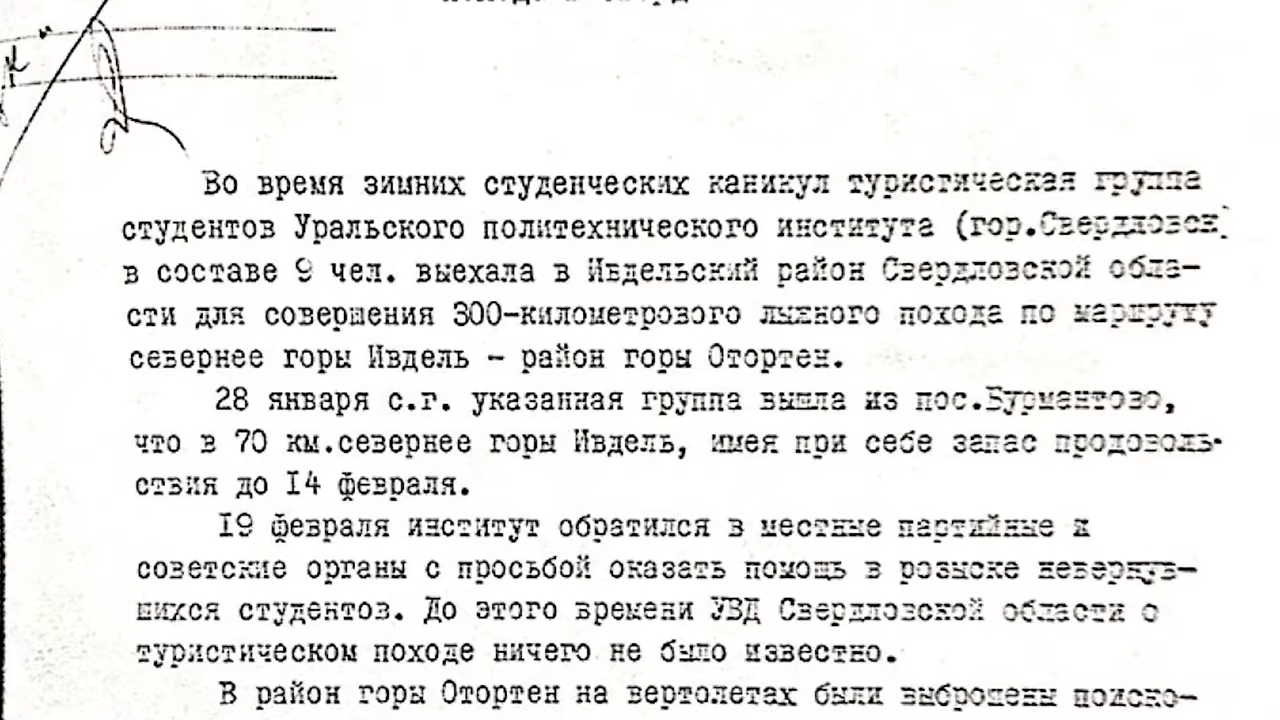 Во время зимних студенческих каникул туристическая группа
студентов Уральского политехнического института (гор.Свердловск
в составе 9 чел. выехала в Ивдельский район Свердловской обла-
сти для совершения 300-километрового лыжного похода по маршруту
севернее горы Ивдель - район горы Отортен.
28 января с.г. указанная группа вышла из пос.Бурмантово,
что в 70 км.севернее горы Ивдель, имея при себе запас продоволь-
ствия до 14 февраля.
19 февраля институт обратился в местные партийные и
советские органы с просьбой оказать помощь в розыске невернув-
шихся студентов. До этого времени УВД Свердловской области о
туристическом походе ничего не было известно.
В район горы Отортен на вертолетах были выброшены поиско-